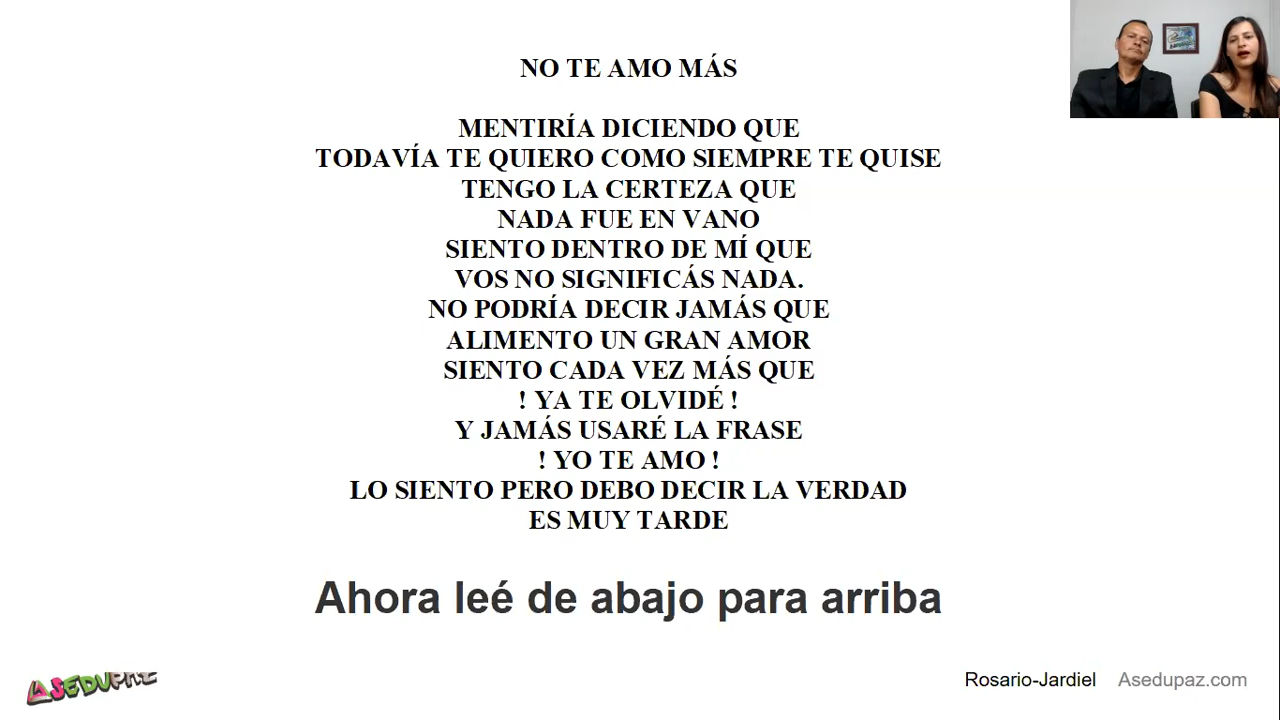 NO TE AMO MÁS
MENTIRÍA DICIENDO QUE
TODAVÍA TE QUIERO COMO SIEMPRE TE QUISE
TENGO LA CERTEZA QUE
NADA FUE EN VANO
SIENTO DENTRO DE MÍ QUE
VOS NO SIGNIFICÁS NADA.
NO PODRÍA DECIR JAMÁS QUE
ALIMENTO UN GRAN AMOR
SIENTO CADA VEZ MÁS QUE
! YA TE OLVIDÉ !
Y JAMÁS USARÉ LA FRASE
! YO TE AMO !
LO SIENTO PERO DEBO DECIR LA VERDAD
ES MUY TARDE
Ahora leé de abajo para arriba
ASEDUPAZ
Rosario-Jardiel Asedupaz.com